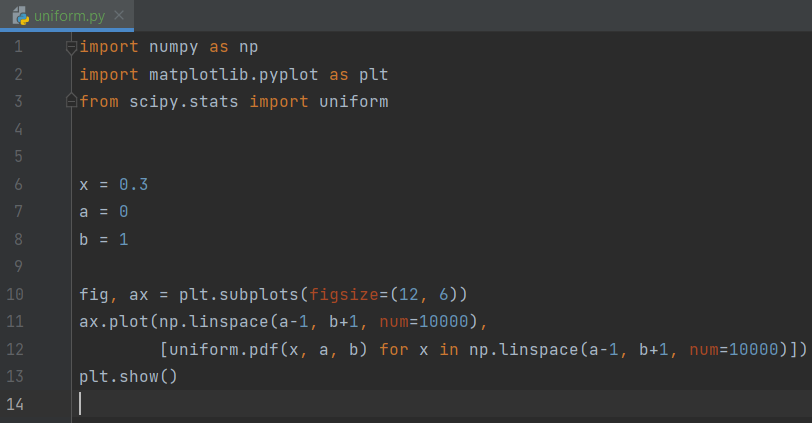 uniform.py
1 import numpy as np
2 import matplotlib.pyplot as plt
3 from scipy.stats import uniform
4
5
6 x = 0.3
7 a = 0
8 b = 1
9
10 fig, ax = plt.subplots(figsize=(12, 6))
11 ax.plot(np.linspace(a-1, b+1, num=10000),
12         [uniform.pdf(x, a, b) for x in np.linspace(a-1, b+1, num=10000)])
13 plt.show()
14